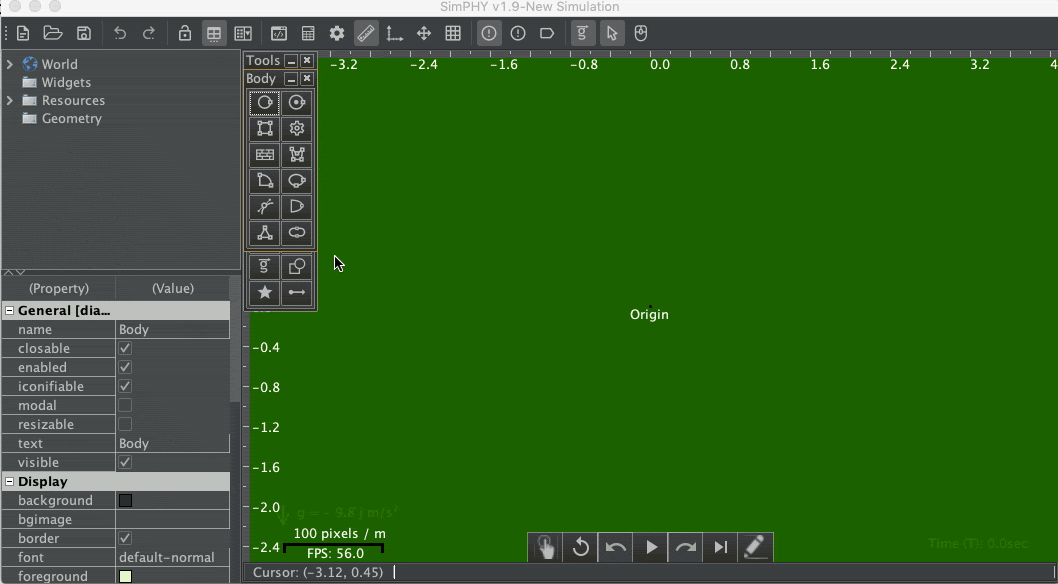 SimPHY v1.9-New Simulation
World
Widgets
Resources
Geometry
Tools
Body
-3.2 -2.4 -1.6 -0.8 0.0 0.8 1.6 2.4 3.2 4
Origin
-0.4
-0.8
-1.2
-1.6
-2.0
-2.4
(Property) (Value)
General [dia...
name Body
closable
enabled
iconifiable
modal
resizable
text Body
visible
Display
background
bgimage
border
font default-normal
foreground
g = - 9.8 j m/s²
100 pixels / m
FPS: 56.0
Time (T): 0.0sec
Cursor: (-3.12, 0.45)